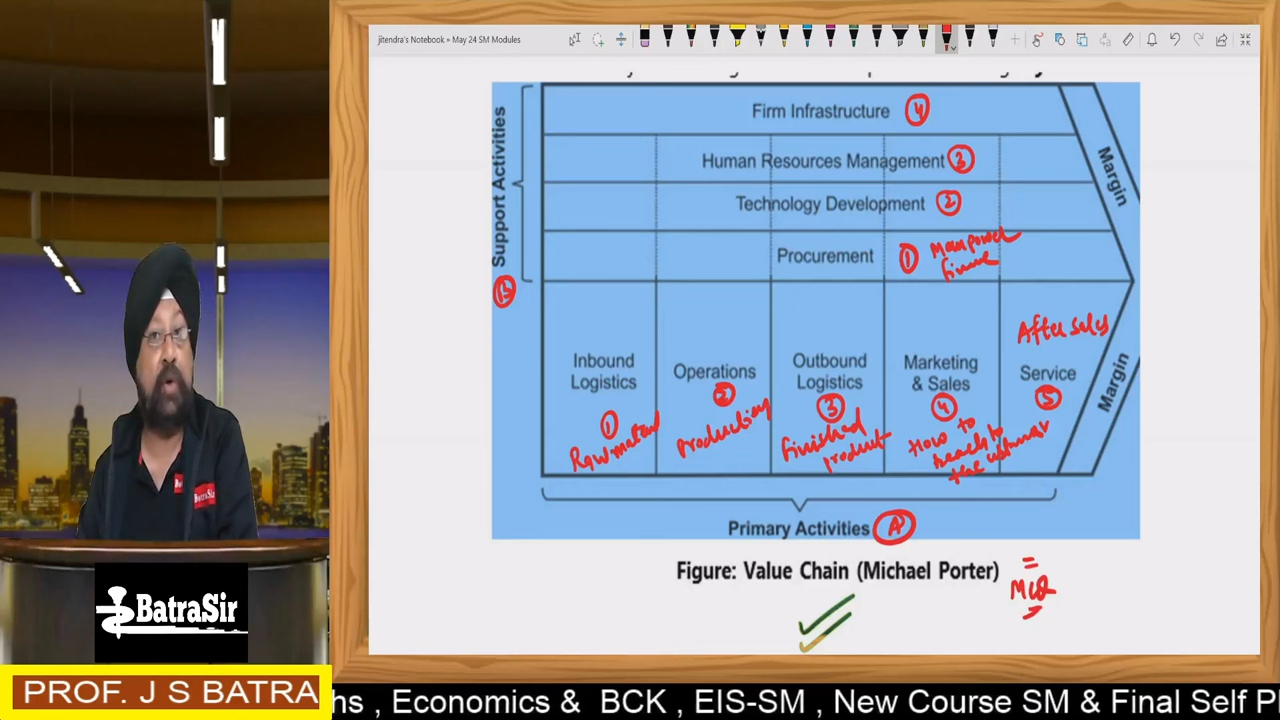 jitendra's Notebook » May 24 SM Modules
Support Activities
B
Firm Infrastructure 4
Human Resources Management 3
Technology Development 2
Procurement 1 Manpower
finance
Margin
After sales
Inbound
Logistics
1
Raw material
Operations
2
production
Outbound
Logistics
3
Finished
product
Marketing
& Sales
4
How to
reach to
the customer
Service
5
Margin
Primary Activities A
Figure: Value Chain (Michael Porter)
MCQ
BatraSir
BatraSir
PROF. J S BATRA
hs , Economics & BCK , EIS-SM , New Course SM & Final Self P